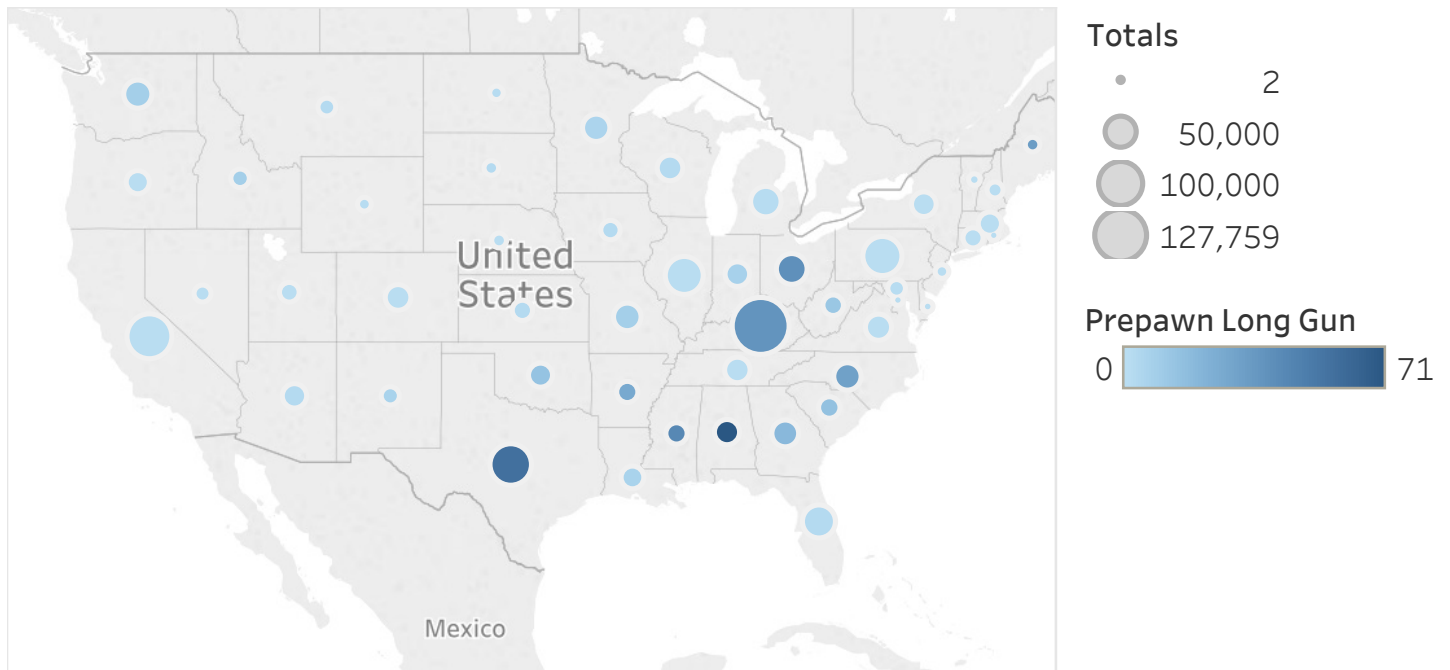 United
States
Mexico
Totals
2
50,000
100,000
127,759
Prepawn Long Gun
0 71